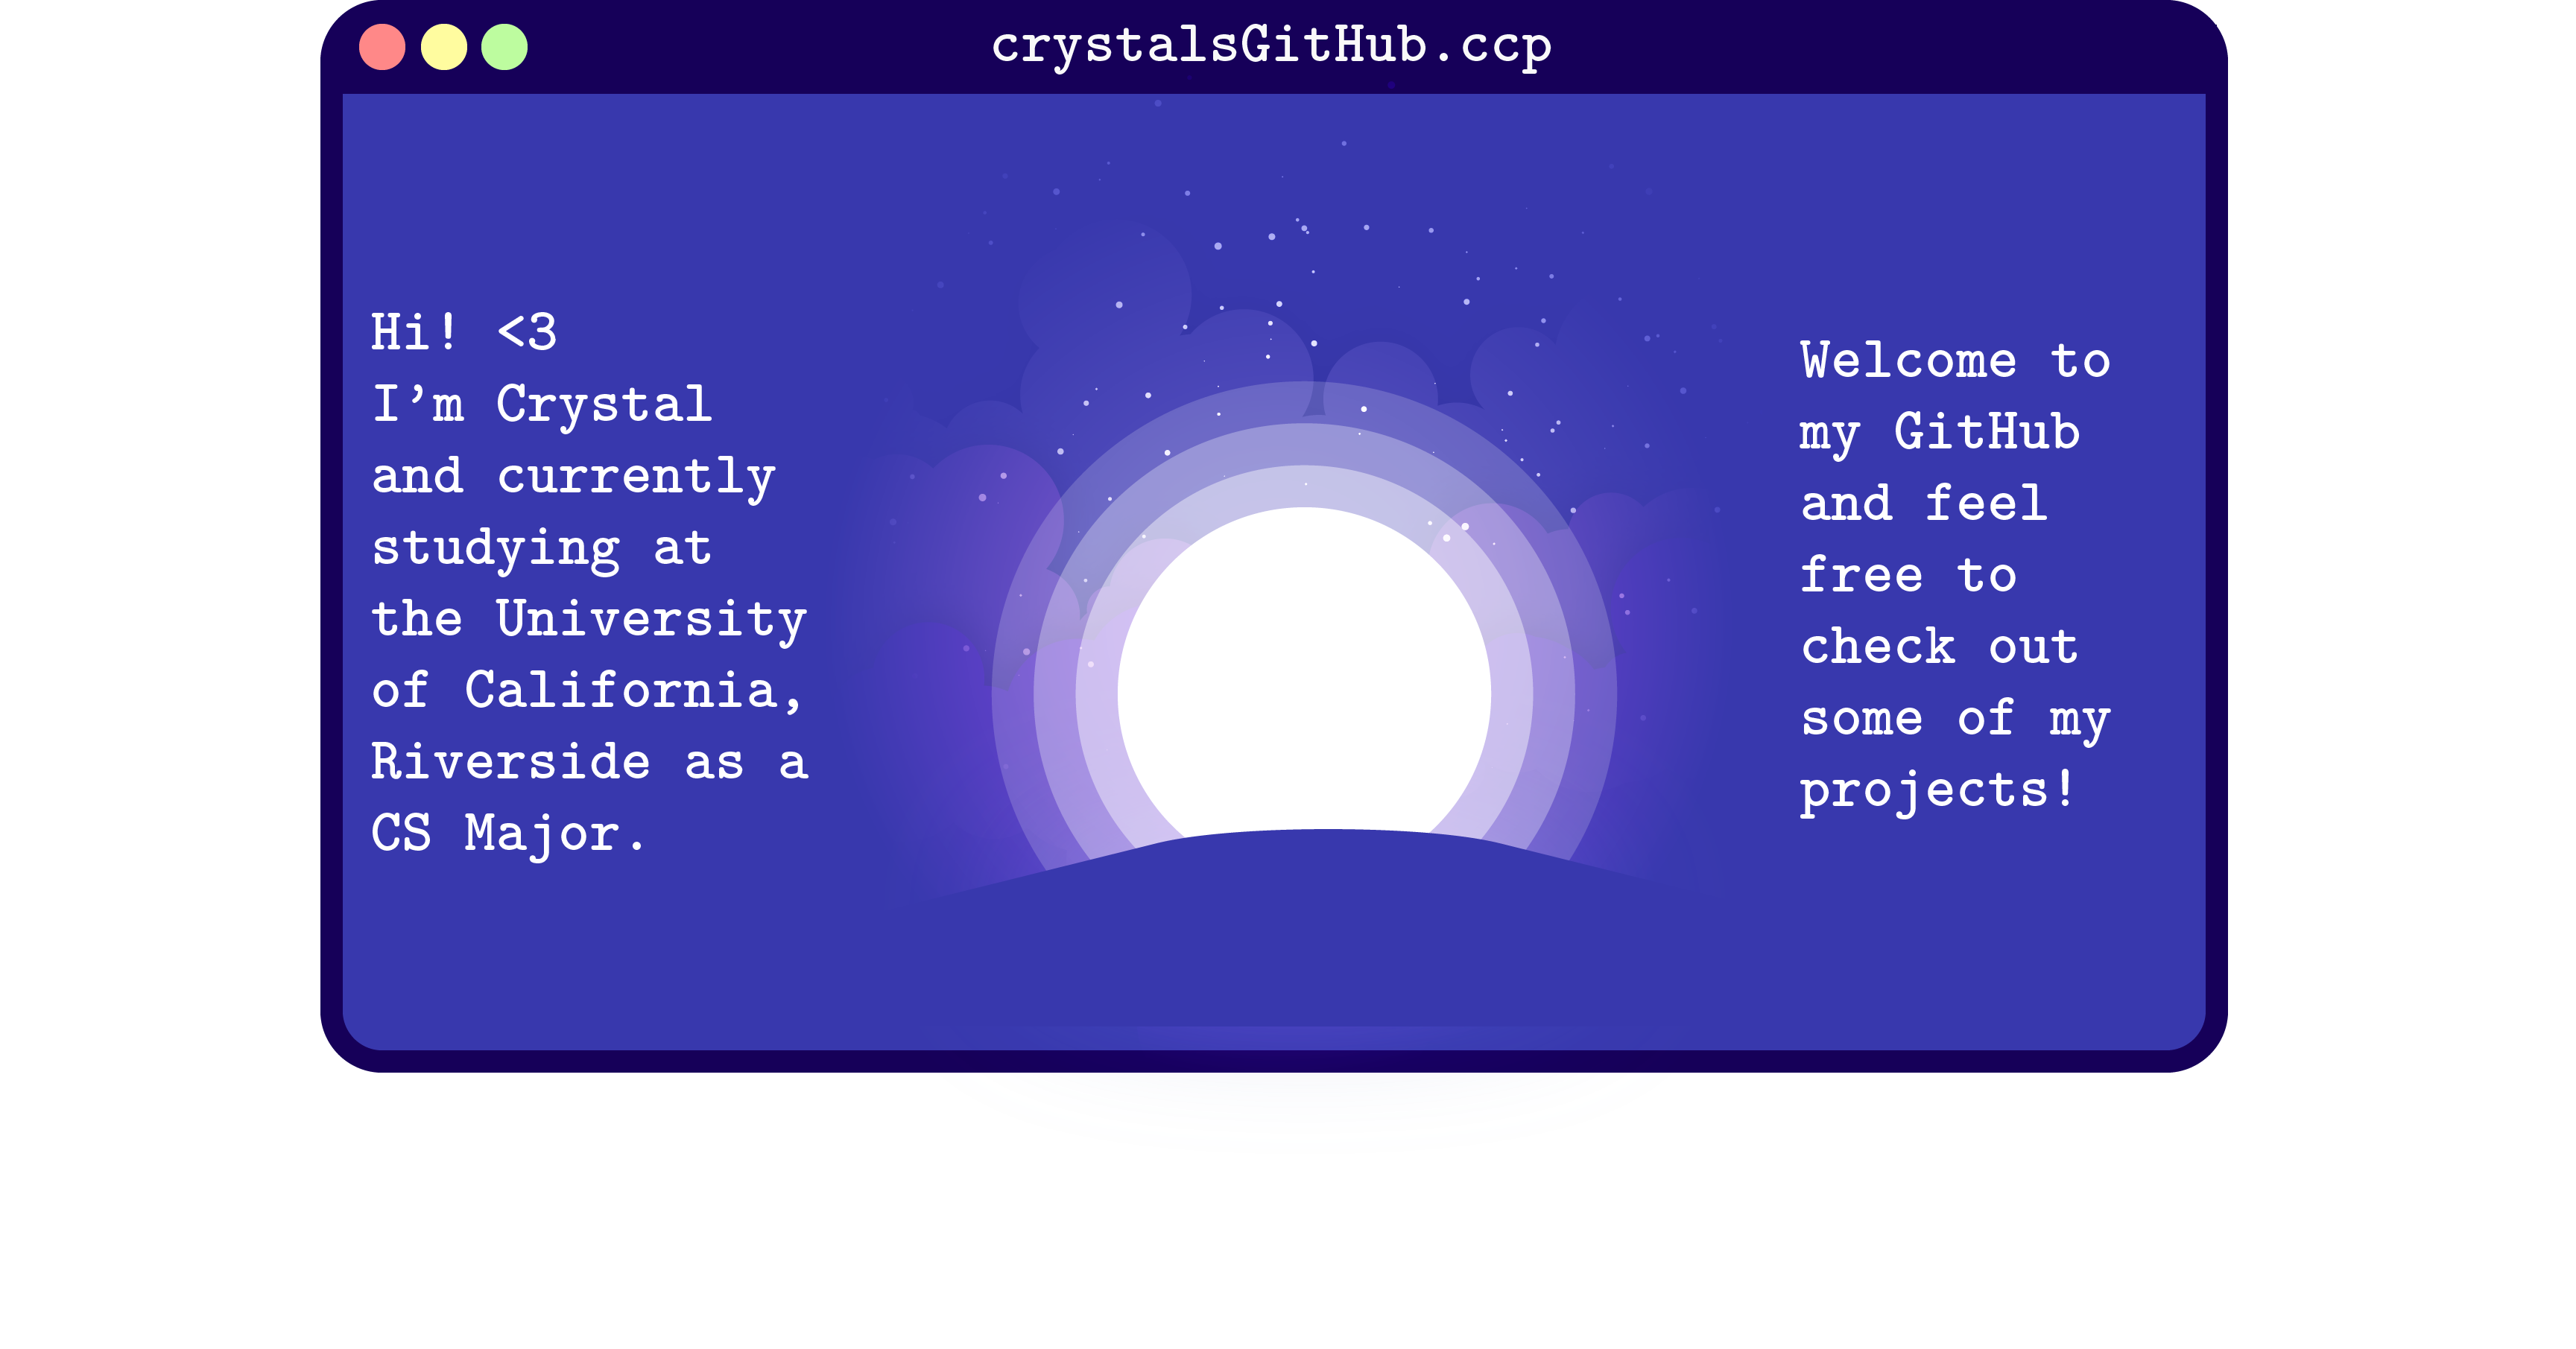 crystalsGitHub.ccp
Hi! <3
I'm Crystal
and currently
studying at
the University
of California,
Riverside as a
CS Major.
Welcome to
my GitHub
and feel
free to
check out
some of my
projects!